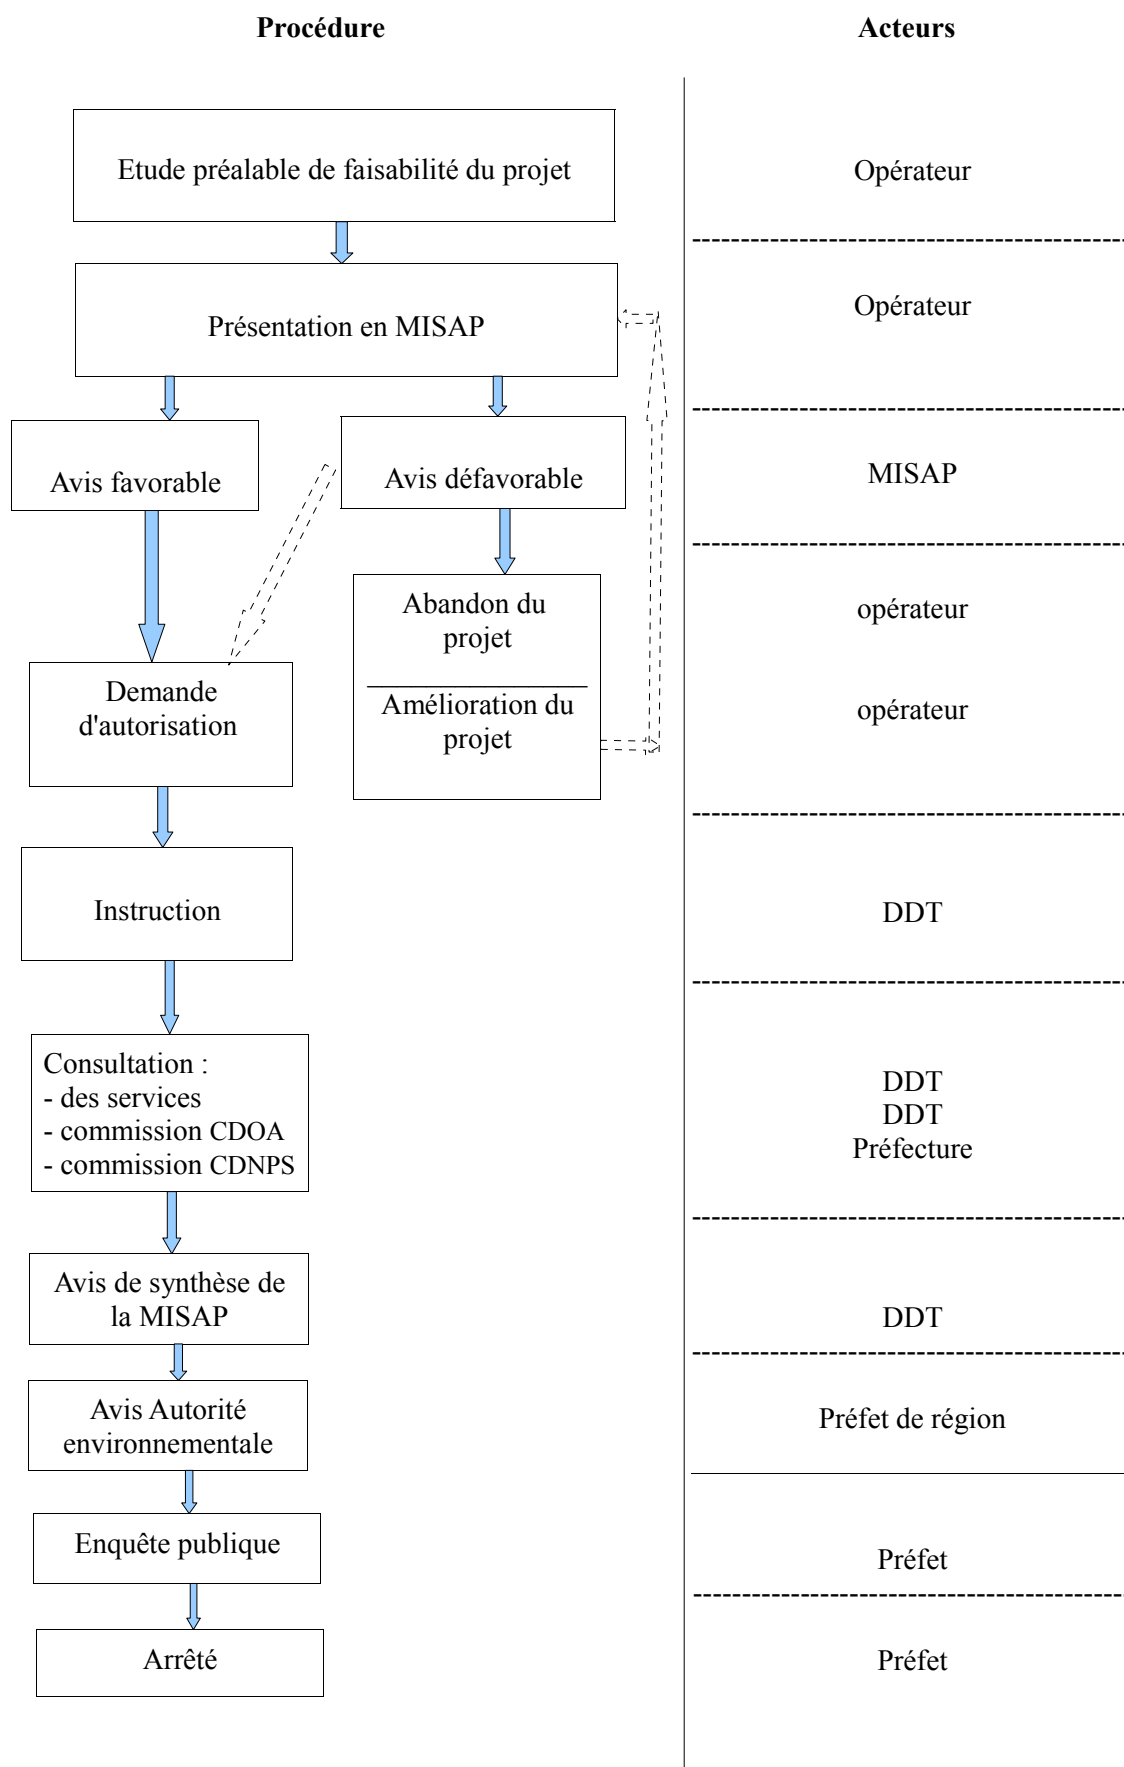 Procédure
Acteurs
Etude préalable de faisabilité du projet
Opérateur
Présentation en MISAP
Opérateur
Avis favorable
Avis défavorable
MISAP
Abandon du
projet
opérateur
Demande
d'autorisation
Amélioration du
projet
opérateur
Instruction
DDT
Consultation :
- des services
- commission CDOA
- commission CDNPS
DDT
DDT
Préfecture
Avis de synthèse de
la MISAP
DDT
Avis Autorité
environnementale
Préfet de région
Enquête publique
Préfet
Arrêté
Préfet